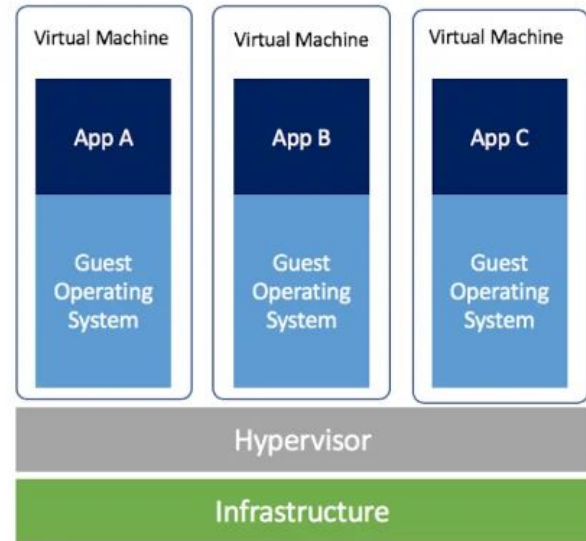 Virtual Machine
App A
Guest
Operating
System
Virtual Machine
App B
Guest
Operating
System
Virtual Machine
App C
Guest
Operating
System
Hypervisor
Infrastructure